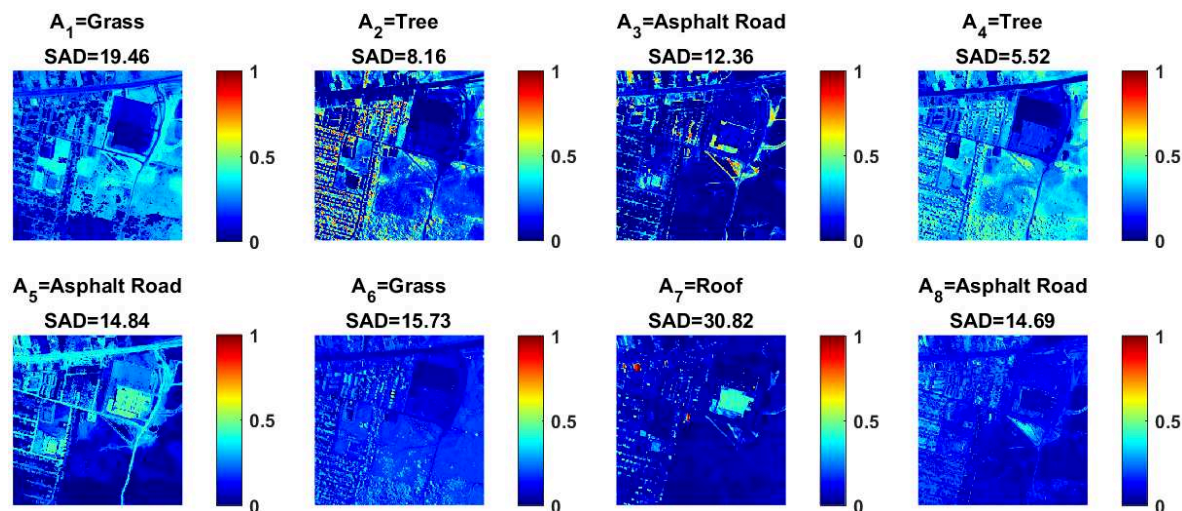 A₁=Grass
SAD=19.46
1
0.5
0
A₂=Tree
SAD=8.16
1
0.5
0
A₃=Asphalt Road
SAD=12.36
1
0.5
0
A₄=Tree
SAD=5.52
1
0.5
0
A₅=Asphalt Road
SAD=14.84
1
0.5
0
A₆=Grass
SAD=15.73
1
0.5
0
A₇=Roof
SAD=30.82
1
0.5
0
A₈=Asphalt Road
SAD=14.69
1
0.5
0